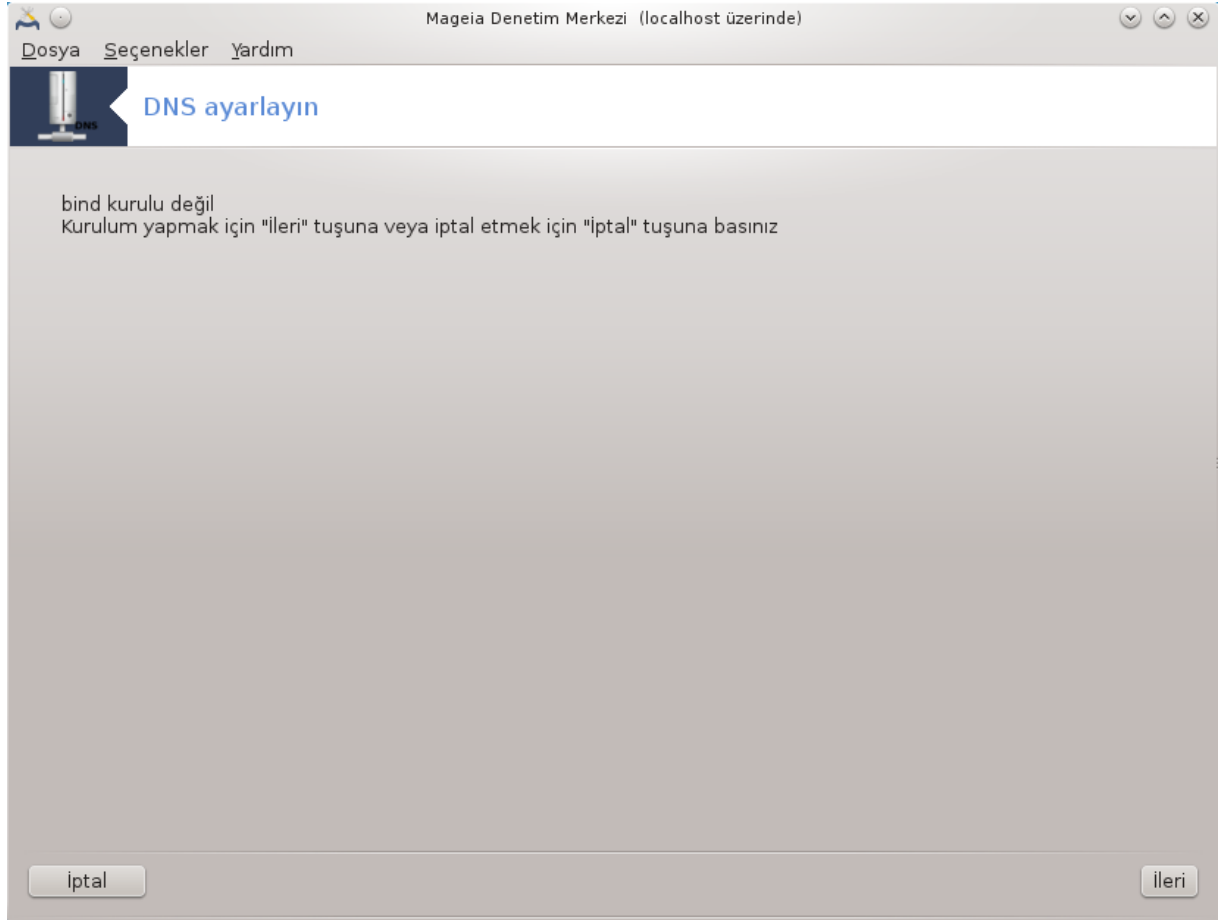 Mageia Denetim Merkezi (localhost üzerinde)
Dosya Seçenekler Yardım
DNS
DNS ayarlayın
bind kurulu değil
Kurulum yapmak için "İleri" tuşuna veya iptal etmek için "İptal" tuşuna basınız
İptal
İleri